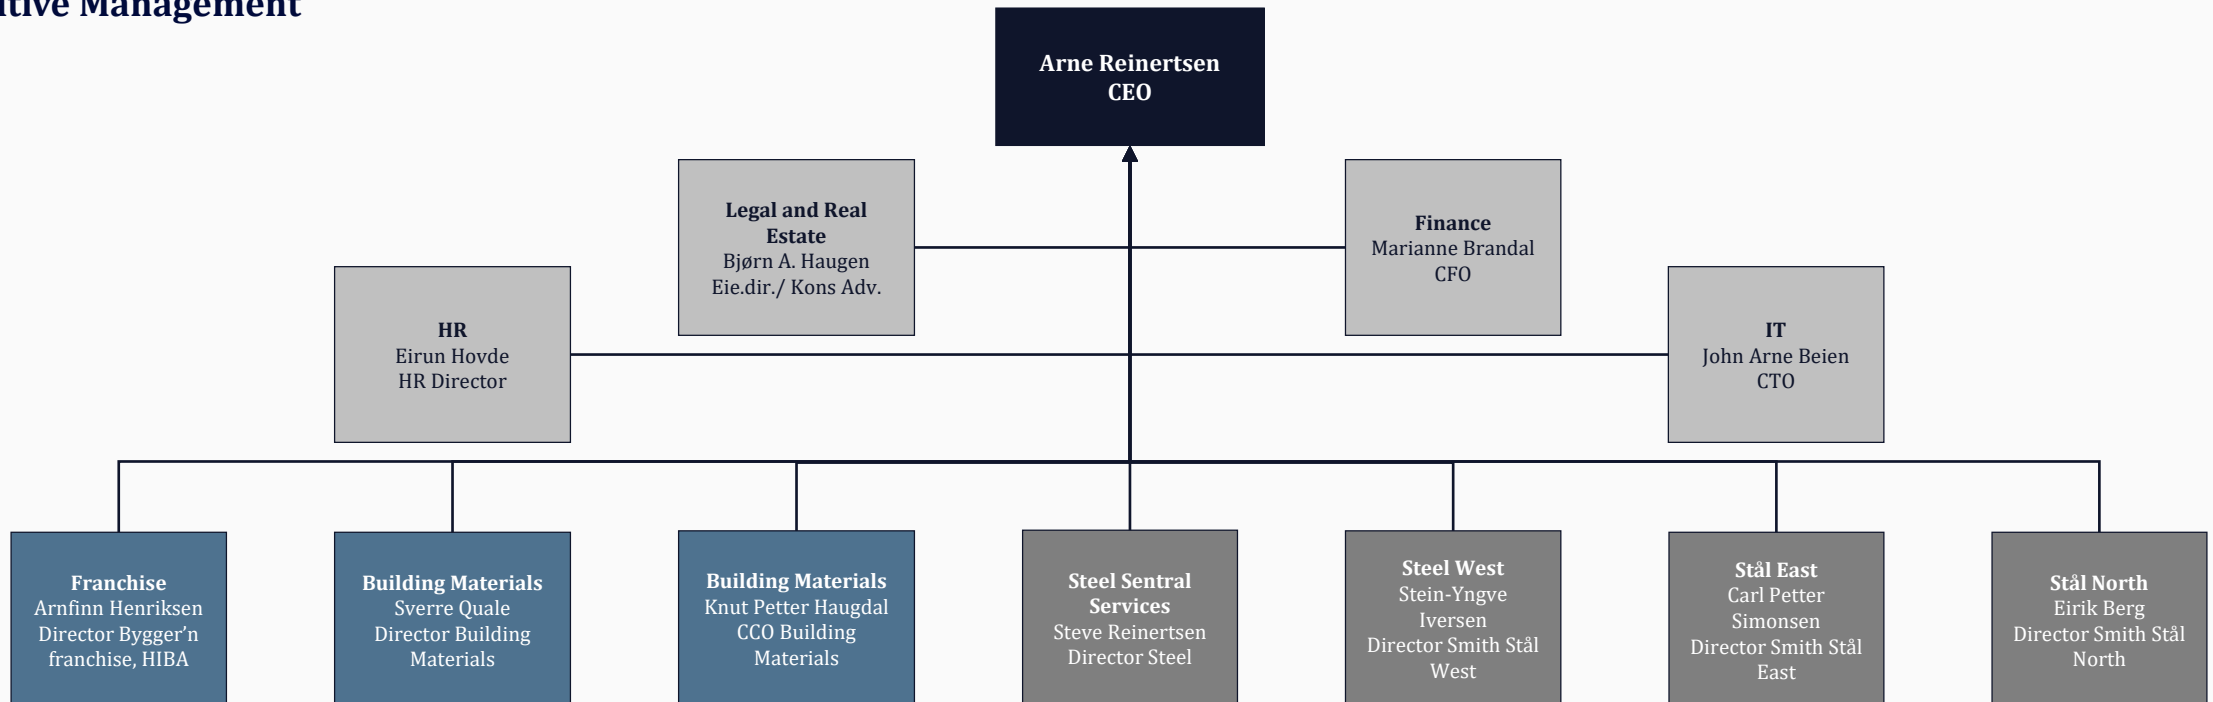 Management
Arne Reinertsen
CEO
Legal and Real
Estate
Bjørn A. Haugen
Eie.dir./ Kons Adv.
Finance
Marianne Brandal
CFO
HR
Eirun Hovde
HR Director
IT
John Arne Beien
CTO
Franchise
Arnfinn Henriksen
Director Bygger’n
franchise, HIBA
Building Materials
Sverre Quale
Director Building
Materials
Building Materials
Knut Petter Haugdal
CCO Building
Materials
Steel Sentral
Services
Steve Reinertsen
Director Steel
Steel West
Stein-Yngve
Iversen
Director Smith Stål
West
Stål East
Carl Petter
Simonsen
Director Smith Stål
East
Stål North
Eirik Berg
Director Smith Stål
North